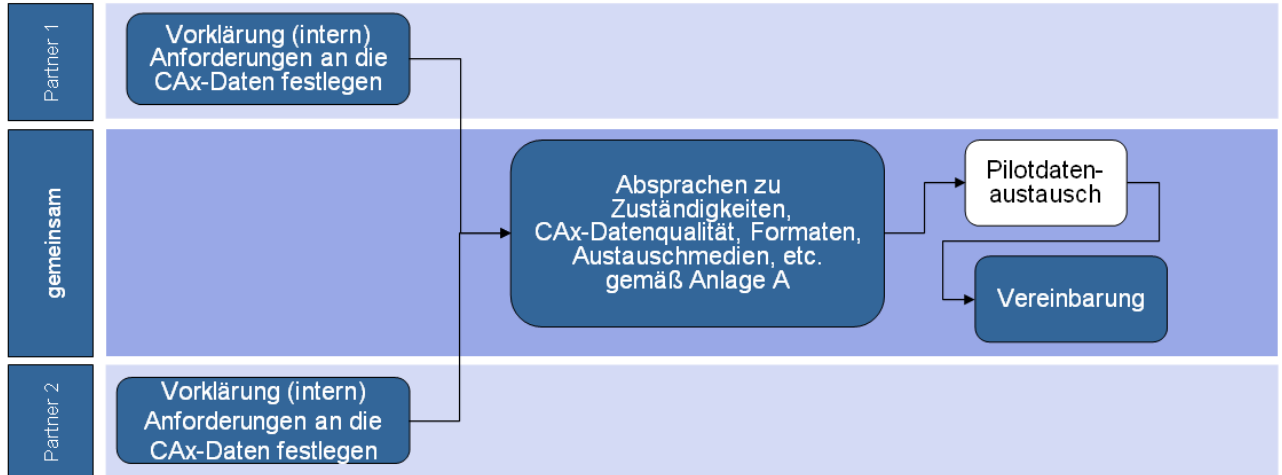 Partner 1
Vorklärung (intern)
Anforderungen an die
CAx-Daten festlegen
gemeinsam
Absprachen zu
Zuständigkeiten,
CAx-Datenqualität, Formaten,
Austauschmedien, etc.
gemäß Anlage A
Pilotdaten-
austausch
Vereinbarung
Partner 2
Vorklärung (intern)
Anforderungen an die
CAx-Daten festlegen